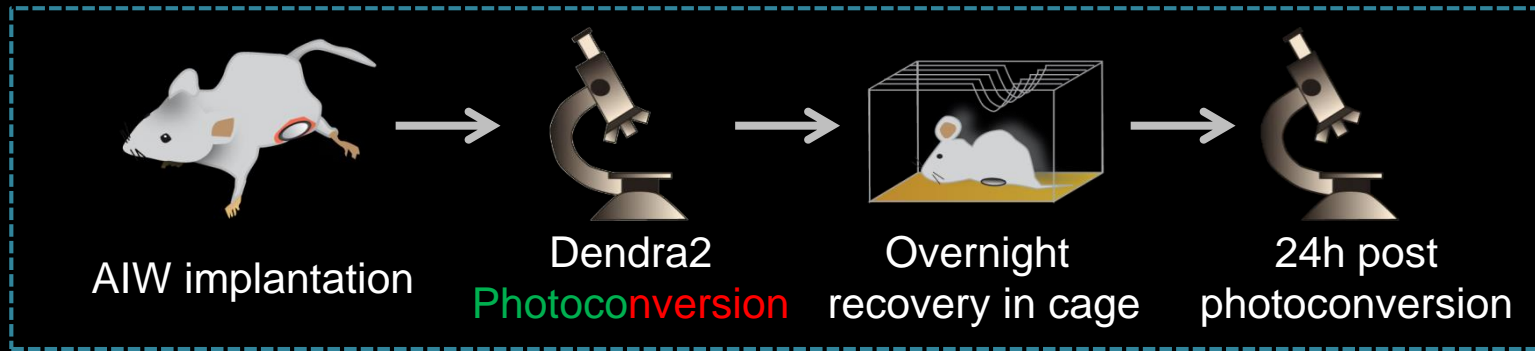 AIW implantation
Dendra2
Photoconversion
Overnight
recovery in cage
24h post
photoconversion